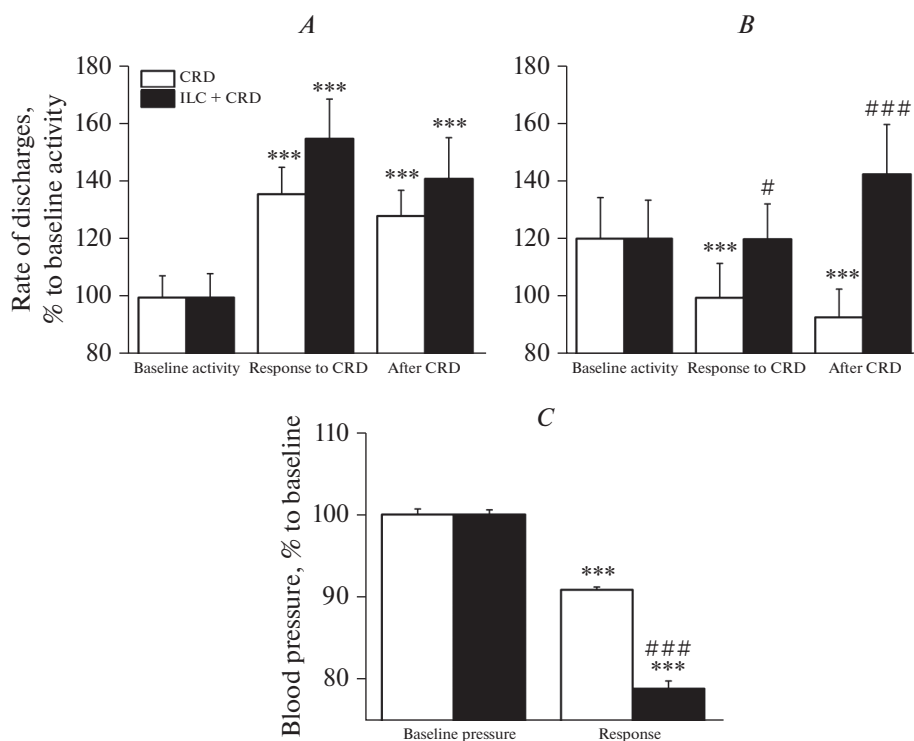 A
B
180
160
140
120
100
80
Rate of discharges,
% to baseline activity
CRD
ILC + CRD
***
***
***
***
Baseline activity
Response to CRD
After CRD
180
160
140
120
100
80
***
#
***
###
Baseline activity
Response to CRD
After CRD
C
110
100
90
80
Blood pressure, % to baseline
***
###
***
Baseline pressure
Response